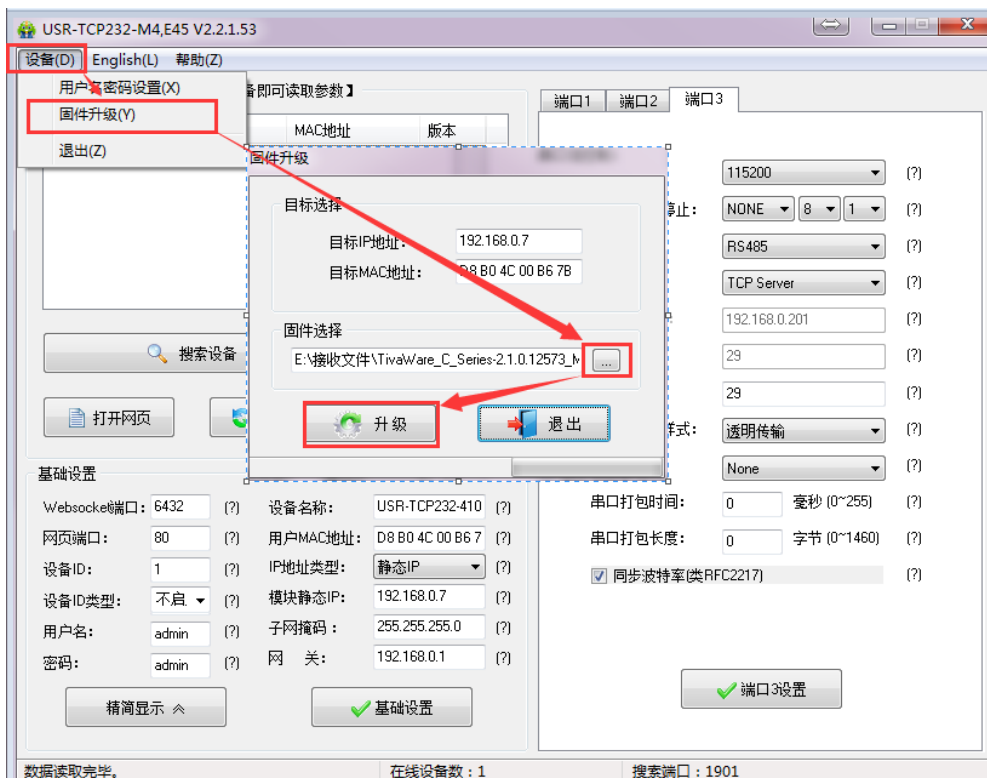 USR-TCP232-M4,E45 V2.2.1.53
设备(D) English(L) 帮助(Z)
用户名密码设置(X)
固件升级(Y)
退出(Z)
备即可读取参数】
MAC地址 版本
端口1 端口2 端口3
固件升级
目标选择
目标IP地址: 192.168.0.7
目标MAC地址: D8 B0 4C 00 B6 7B
固件选择
E:\接收文件\TivaWare_C_Series-2.1.0.12573_M ...
升级 退出
115200 (?)
停止: NONE 8 1 (?)
RS485 (?)
TCP Server (?)
192.168.0.201 (?)
29 (?)
29 (?)
样式: 透明传输 (?)
None (?)
串口打包时间: 0 毫秒 (0~255) (?)
串口打包长度: 0 字节 (0~1460) (?)
同步波特率(类RFC2217) (?)
端口3设置
搜索设备
打开网页
基础设置
Websocket端口: 6432 (?) 设备名称: USR-TCP232-410 (?)
网页端口: 80 (?) 用户MAC地址: D8 B0 4C 00 B6 7 (?)
设备ID: 1 (?) IP地址类型: 静态IP (?)
设备ID类型: 不启 (?) 模块静态IP: 192.168.0.7 (?)
用户名: admin (?) 子网掩码: 255.255.255.0 (?)
密码: admin (?) 网 关: 192.168.0.1 (?)
精简显示 基础设置
数据读取完毕。 在线设备数:1 搜索端口:1901